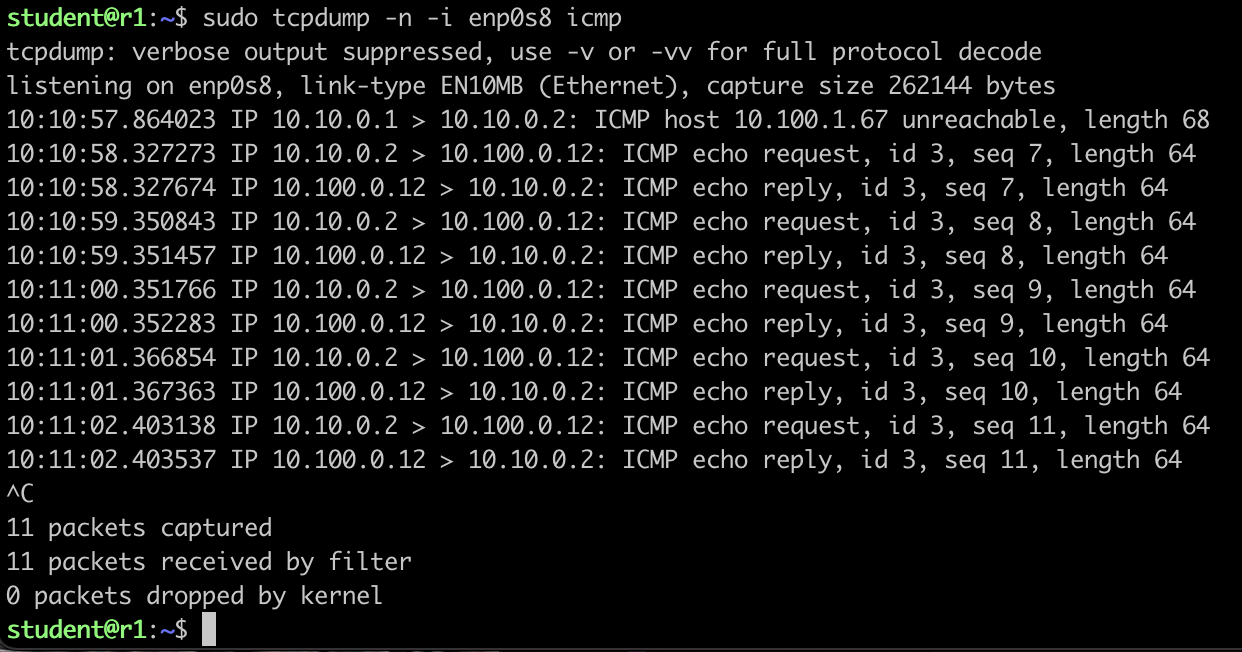 student@r1:~$ sudo tcpdump -n -i enp0s8 icmp
tcpdump: verbose output suppressed, use -v or -vv for full protocol decode
listening on enp0s8, link-type EN10MB (Ethernet), capture size 262144 bytes
10:10:57.864023 IP 10.10.0.1 > 10.10.0.2: ICMP host 10.100.1.67 unreachable, length 68
10:10:58.327273 IP 10.10.0.2 > 10.100.0.12: ICMP echo request, id 3, seq 7, length 64
10:10:58.327674 IP 10.100.0.12 > 10.10.0.2: ICMP echo reply, id 3, seq 7, length 64
10:10:59.350843 IP 10.10.0.2 > 10.100.0.12: ICMP echo request, id 3, seq 8, length 64
10:10:59.351457 IP 10.100.0.12 > 10.10.0.2: ICMP echo reply, id 3, seq 8, length 64
10:11:00.351766 IP 10.10.0.2 > 10.100.0.12: ICMP echo request, id 3, seq 9, length 64
10:11:00.352283 IP 10.100.0.12 > 10.10.0.2: ICMP echo reply, id 3, seq 9, length 64
10:11:01.366854 IP 10.10.0.2 > 10.100.0.12: ICMP echo request, id 3, seq 10, length 64
10:11:01.367363 IP 10.100.0.12 > 10.10.0.2: ICMP echo reply, id 3, seq 10, length 64
10:11:02.403138 IP 10.10.0.2 > 10.100.0.12: ICMP echo request, id 3, seq 11, length 64
10:11:02.403537 IP 10.100.0.12 > 10.10.0.2: ICMP echo reply, id 3, seq 11, length 64
^C
11 packets captured
11 packets received by filter
0 packets dropped by kernel
student@r1:~$